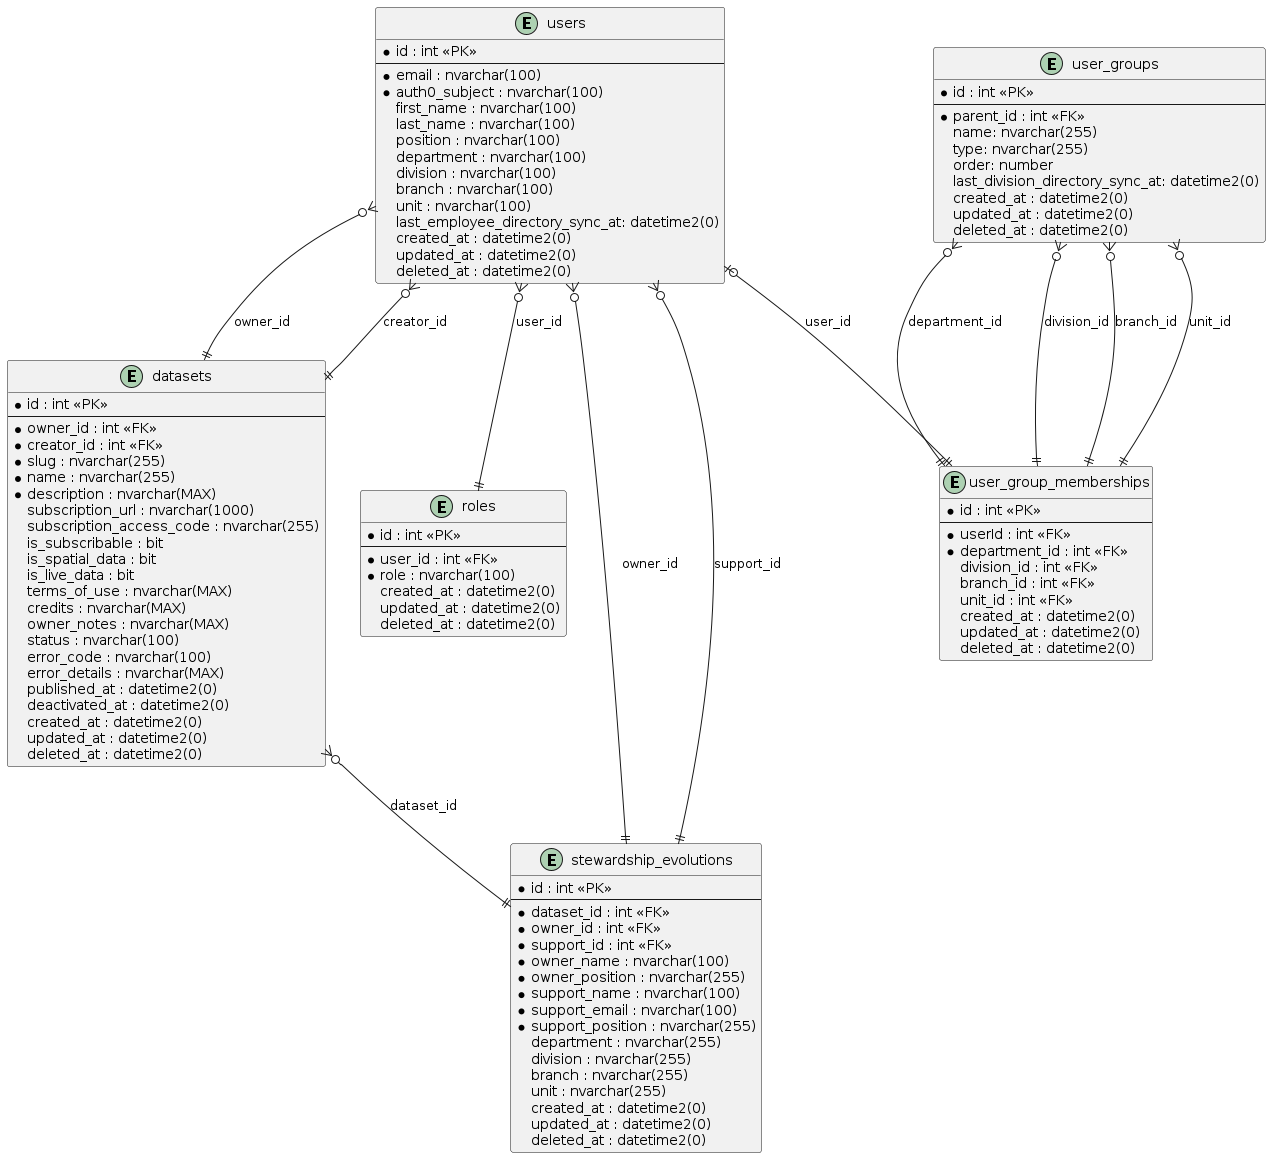 E users
* id : int «PK»
* email : nvarchar(100)
* auth0_subject : nvarchar(100)
first_name : nvarchar(100)
last_name : nvarchar(100)
position : nvarchar(100)
department : nvarchar(100)
division : nvarchar(100)
branch : nvarchar(100)
unit : nvarchar(100)
last_employee_directory_sync_at: datetime2(0)
created_at : datetime2(0)
updated_at : datetime2(0)
deleted_at : datetime2(0)
E user_groups
* id : int «PK»
* parent_id : int «FK»
name: nvarchar(255)
type: nvarchar(255)
order: number
last_division_directory_sync_at: datetime2(0)
created_at : datetime2(0)
updated_at : datetime2(0)
deleted_at : datetime2(0)
owner_id
creator_id
user_id
user_id
department_id
division_id
branch_id
unit_id
E datasets
* id : int «PK»
* owner_id : int «FK»
* creator_id : int «FK»
* slug : nvarchar(255)
* name : nvarchar(255)
* description : nvarchar(MAX)
subscription_url : nvarchar(1000)
subscription_access_code : nvarchar(255)
is_subscribable : bit
is_spatial_data : bit
is_live_data : bit
terms_of_use : nvarchar(MAX)
credits : nvarchar(MAX)
owner_notes : nvarchar(MAX)
status : nvarchar(100)
error_code : nvarchar(100)
error_details : nvarchar(MAX)
published_at : datetime2(0)
deactivated_at : datetime2(0)
created_at : datetime2(0)
updated_at : datetime2(0)
deleted_at : datetime2(0)
E roles
* id : int «PK»
* user_id : int «FK»
* role : nvarchar(100)
created_at : datetime2(0)
updated_at : datetime2(0)
deleted_at : datetime2(0)
owner_id
support_id
E user_group_memberships
* id : int «PK»
* userId : int «FK»
* department_id : int «FK»
division_id : int «FK»
branch_id : int «FK»
unit_id : int «FK»
created_at : datetime2(0)
updated_at : datetime2(0)
deleted_at : datetime2(0)
dataset_id
E stewardship_evolutions
* id : int «PK»
* dataset_id : int «FK»
* owner_id : int «FK»
* support_id : int «FK»
* owner_name : nvarchar(100)
* owner_position : nvarchar(255)
* support_name : nvarchar(100)
* support_email : nvarchar(100)
* support_position : nvarchar(255)
department : nvarchar(255)
division : nvarchar(255)
branch : nvarchar(255)
unit : nvarchar(255)
created_at : datetime2(0)
updated_at : datetime2(0)
deleted_at : datetime2(0)